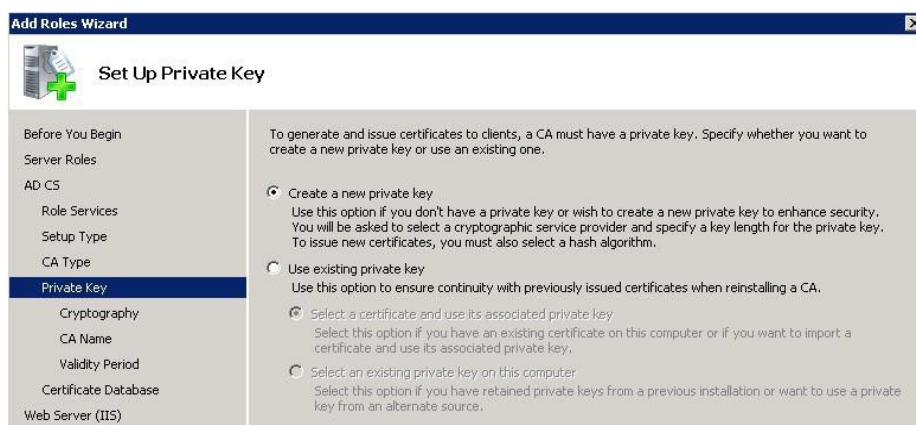 Add Roles Wizard
Set Up Private Key
Before You Begin
Server Roles
AD CS
Role Services
Setup Type
CA Type
Private Key
Cryptography
CA Name
Validity Period
Certificate Database
Web Server (IIS)
To generate and issue certificates to clients, a CA must have a private key. Specify whether you want to
create a new private key or use an existing one.
Create a new private key
Use this option if you don't have a private key or wish to create a new private key to enhance security.
You will be asked to select a cryptographic service provider and specify a key length for the private key.
To issue new certificates, you must also select a hash algorithm.
Use existing private key
Use this option to ensure continuity with previously issued certificates when reinstalling a CA.
Select a certificate and use its associated private key
Select this option if you have an existing certificate on this computer or if you want to import a
certificate and use its associated private key.
Select an existing private key on this computer
Select this option if you have retained private keys from a previous installation or want to use a private
key from an alternate source.